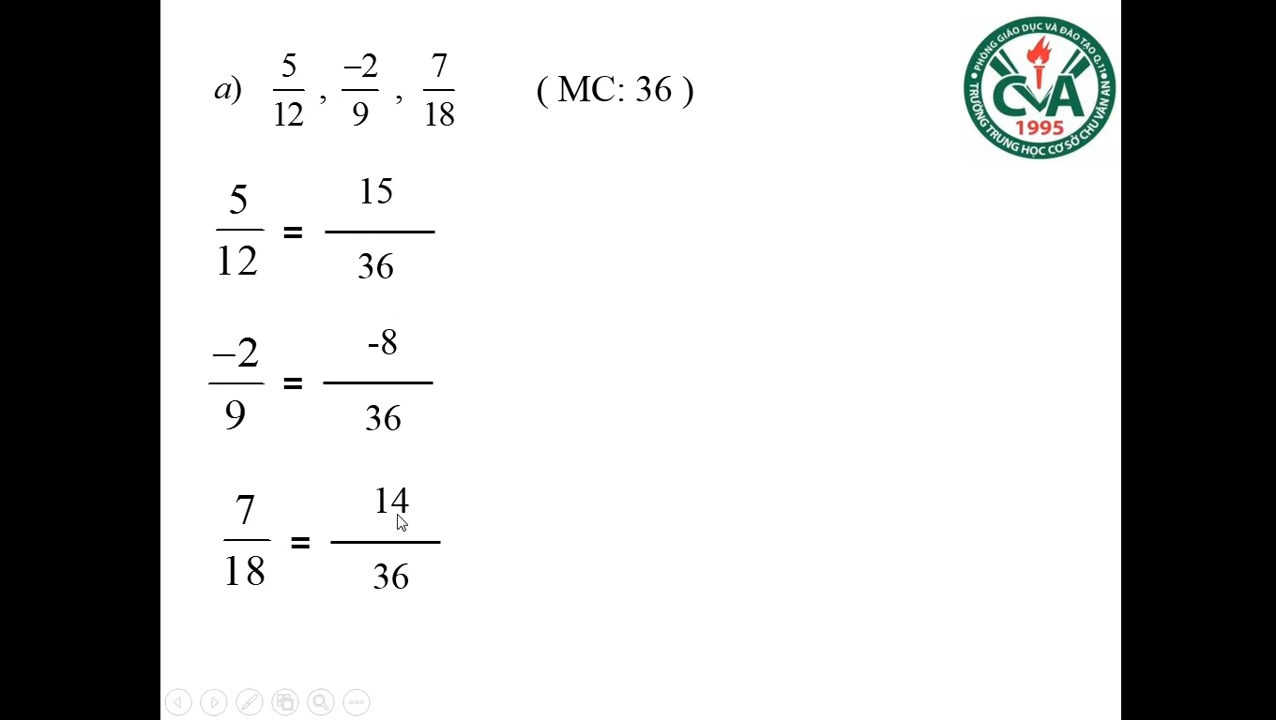 a) 5/12 , −2/9 , 7/18 ( MC: 36 )
5/12 = 15/36
−2/9 = -8/36
7/18 = 14/36
PHÒNG GIÁO DỤC VÀ ĐÀO TẠO Q.11
CVA
1995
TRƯỜNG TRUNG HỌC CƠ SỞ CHU VĂN AN